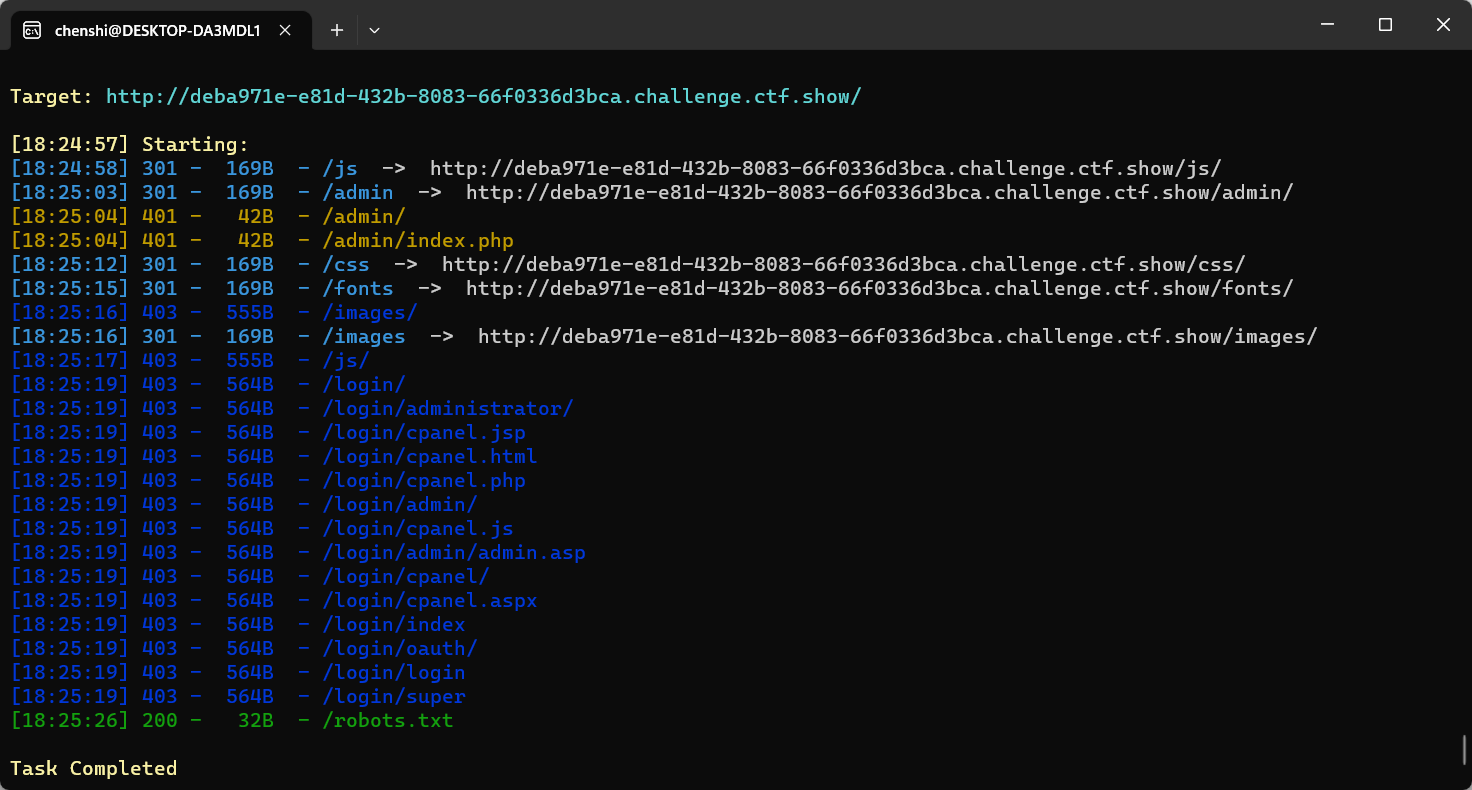 chenshi@DESKTOP-DA3MDL1
Target: http://deba971e-e81d-432b-8083-66f0336d3bca.challenge.ctf.show/
[18:24:57] Starting:
[18:24:58] 301 -  169B  - /js  ->  http://deba971e-e81d-432b-8083-66f0336d3bca.challenge.ctf.show/js/
[18:25:03] 301 -  169B  - /admin  ->  http://deba971e-e81d-432b-8083-66f0336d3bca.challenge.ctf.show/admin/
[18:25:04] 401 -   42B  - /admin/
[18:25:04] 401 -   42B  - /admin/index.php
[18:25:12] 301 -  169B  - /css  ->  http://deba971e-e81d-432b-8083-66f0336d3bca.challenge.ctf.show/css/
[18:25:15] 301 -  169B  - /fonts  ->  http://deba971e-e81d-432b-8083-66f0336d3bca.challenge.ctf.show/fonts/
[18:25:16] 403 -  555B  - /images/
[18:25:16] 301 -  169B  - /images  ->  http://deba971e-e81d-432b-8083-66f0336d3bca.challenge.ctf.show/images/
[18:25:17] 403 -  555B  - /js/
[18:25:19] 403 -  564B  - /login/
[18:25:19] 403 -  564B  - /login/administrator/
[18:25:19] 403 -  564B  - /login/cpanel.jsp
[18:25:19] 403 -  564B  - /login/cpanel.html
[18:25:19] 403 -  564B  - /login/cpanel.php
[18:25:19] 403 -  564B  - /login/admin/
[18:25:19] 403 -  564B  - /login/cpanel.js
[18:25:19] 403 -  564B  - /login/admin/admin.asp
[18:25:19] 403 -  564B  - /login/cpanel/
[18:25:19] 403 -  564B  - /login/cpanel.aspx
[18:25:19] 403 -  564B  - /login/index
[18:25:19] 403 -  564B  - /login/oauth/
[18:25:19] 403 -  564B  - /login/login
[18:25:19] 403 -  564B  - /login/super
[18:25:26] 200 -   32B  - /robots.txt
Task Completed